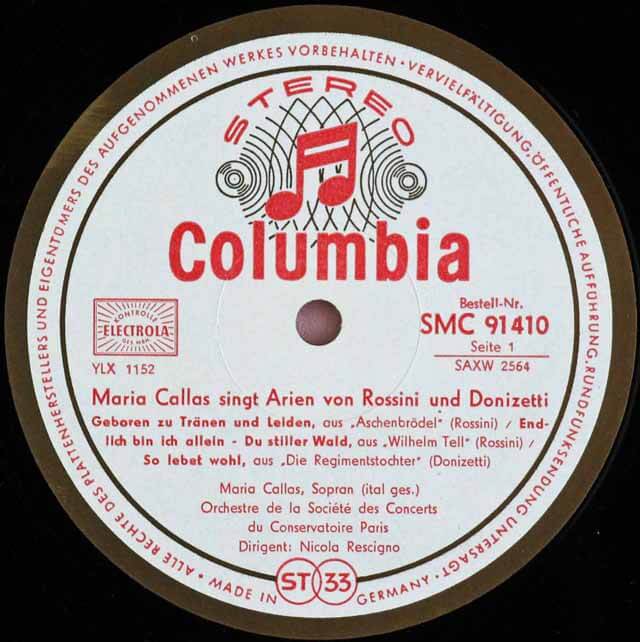 ALLE RECHTE DES PLATTENHERSTELLERS UND EIGENTÜMERS DES AUFGENOMMENEN WERKES VORBEHALTEN · VERVIELFÄLTIGUNG, ÖFFENTLICHE AUFFÜHRUNG, RUNDFUNKSENDUNG UNTERSAGT ·
STEREO
Columbia
KONTROLLE
ELECTROLA
GES MBH
YLX 1152
Bestell-Nr.
SMC 91410
Seite 1
SAXW 2564
Maria Callas singt Arien von Rossini und Donizetti
Geboren zu Tränen und Leiden, aus „Aschenbrödel" (Rossini) / End-
lich bin ich allein - Du stiller Wald, aus „Wilhelm Tell" (Rossini) /
So lebet wohl, aus „Die Regimentstochter" (Donizetti)
Maria Callas, Sopran (ital ges.)
Orchestre de la Société des Concerts
du Conservatoire Paris
Dirigent: Nicola Rescigno
· MADE IN GERMANY ·
ST 33